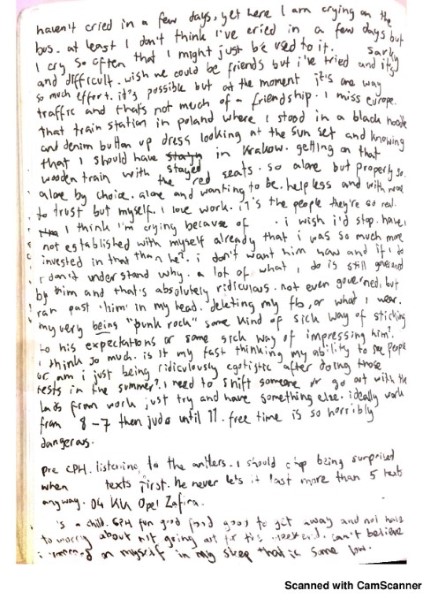 haven't cried in a few days, yet here I am crying on the
bus. at least I don't think I've cried in a few days but
I cry so often that I might just be used to it. snarky
and difficult. wish we could be friends but i've tried and it's
so much effort. it's possible but at the moment it's one way
traffic and thats not much of a friendship. I miss europe.
that train station in poland where I stood in a black hoodie
and denim button up dress looking at the sun set and knowing
that I should have stayed in Krakow. getting on that
wooden train with the red seats. so alone but properly so.
alone by choice. alone and wanting to be. helpless and with none
to trust but myself. I love work. it's the people they're so real.
I think I'm crying because of . i wish i'd stop. have i
not established with myself already that i was so much more
invested in that than he? i don't want him now and if i do
i don't understand why. a lot of what I do is still governed
by him and that's absolutely ridiculous. not even governed. but
ran past 'him' in my head. deleting my fb, or what I wear.
my very being "punk rock" some kind of sick way of sticking
to his expectations or some sick way of impressing him.
i think so much. is it my fast thinking my ability to see people
or am i just being ridiculously egotistic after doing those
tests in the summer? i need to shift someone or go out with the
lads from work just try and have something else. ideally work
from 8-7 then judo until 11. free time is so horribly
dangerous.
pre CPH. listening to the antlers. I should stop being surprised
when texts first. he never lets it last more than 5 texts
anyway. 04 KK Opel Zafira.
is a child. CPH fun good food good to get away and not have
to worry about not going out for the weekend. can't believe
i on myself in my sleep that is some
Scanned with CamScanner